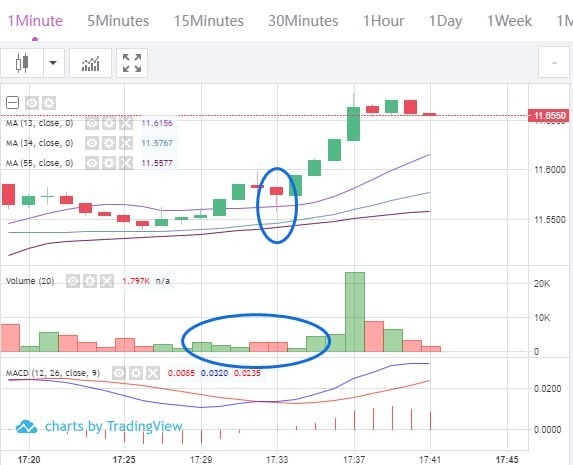 1Minute 5Minutes 15Minutes 30Minutes 1Hour 1Day 1Week 1M
MA (13, close, 0) 11.6156
MA (34, close, 0) 11.5767
MA (55, close, 0) 11.5577
11.8550
11.8000
11.5500
Volume (20) 1.797K n/a
20K
10K
0
MACD (12, 26, close, 9) 0.0085 0.0320 0.0235
0.0200
0.0000
charts by TradingView
17:20 17:25 17:29 17:33 17:37 17:41 17:45